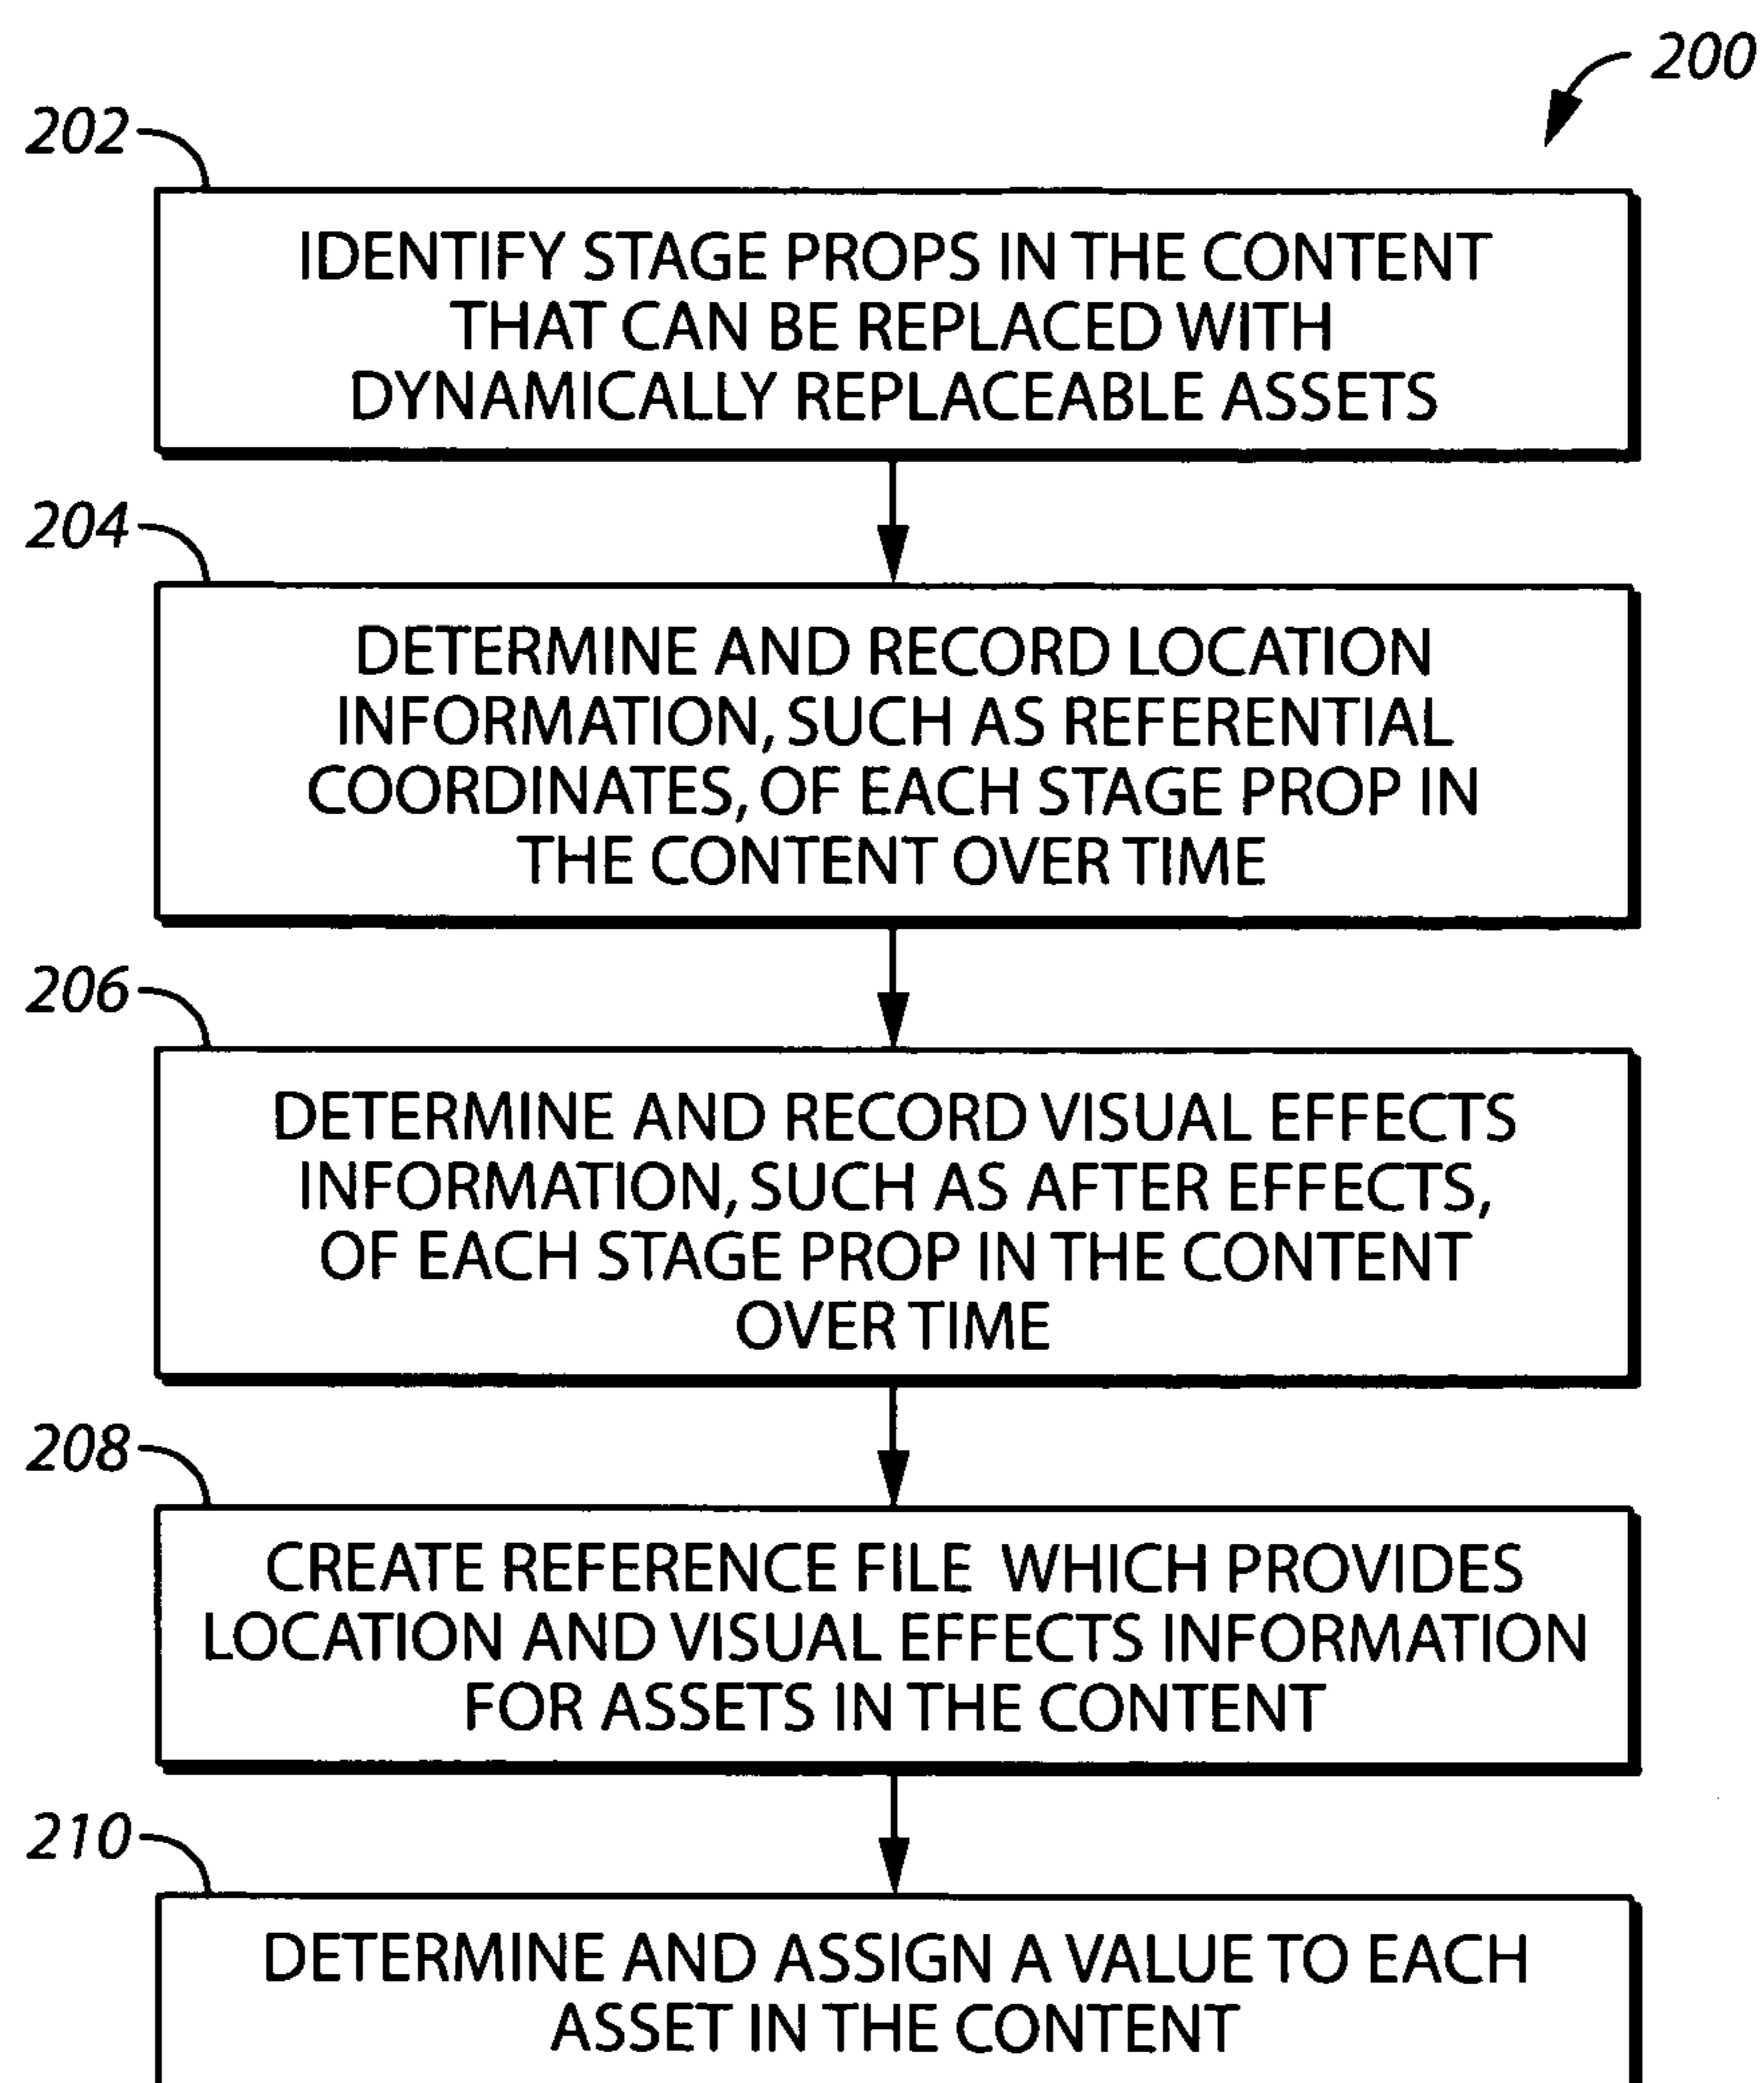 200
202
IDENTIFY STAGE PROPS IN THE CONTENT
THAT CAN BE REPLACED WITH
DYNAMICALLY REPLACEABLE ASSETS
204
DETERMINE AND RECORD LOCATION
INFORMATION, SUCH AS REFERENTIAL
COORDINATES, OF EACH STAGE PROP IN
THE CONTENT OVER TIME
206
DETERMINE AND RECORD VISUAL EFFECTS
INFORMATION, SUCH AS AFTER EFFECTS,
OF EACH STAGE PROP IN THE CONTENT
OVER TIME
208
CREATE REFERENCE FILE WHICH PROVIDES
LOCATION AND VISUAL EFFECTS INFORMATION
FOR ASSETS IN THE CONTENT
210
DETERMINE AND ASSIGN A VALUE TO EACH
ASSET IN THE CONTENT